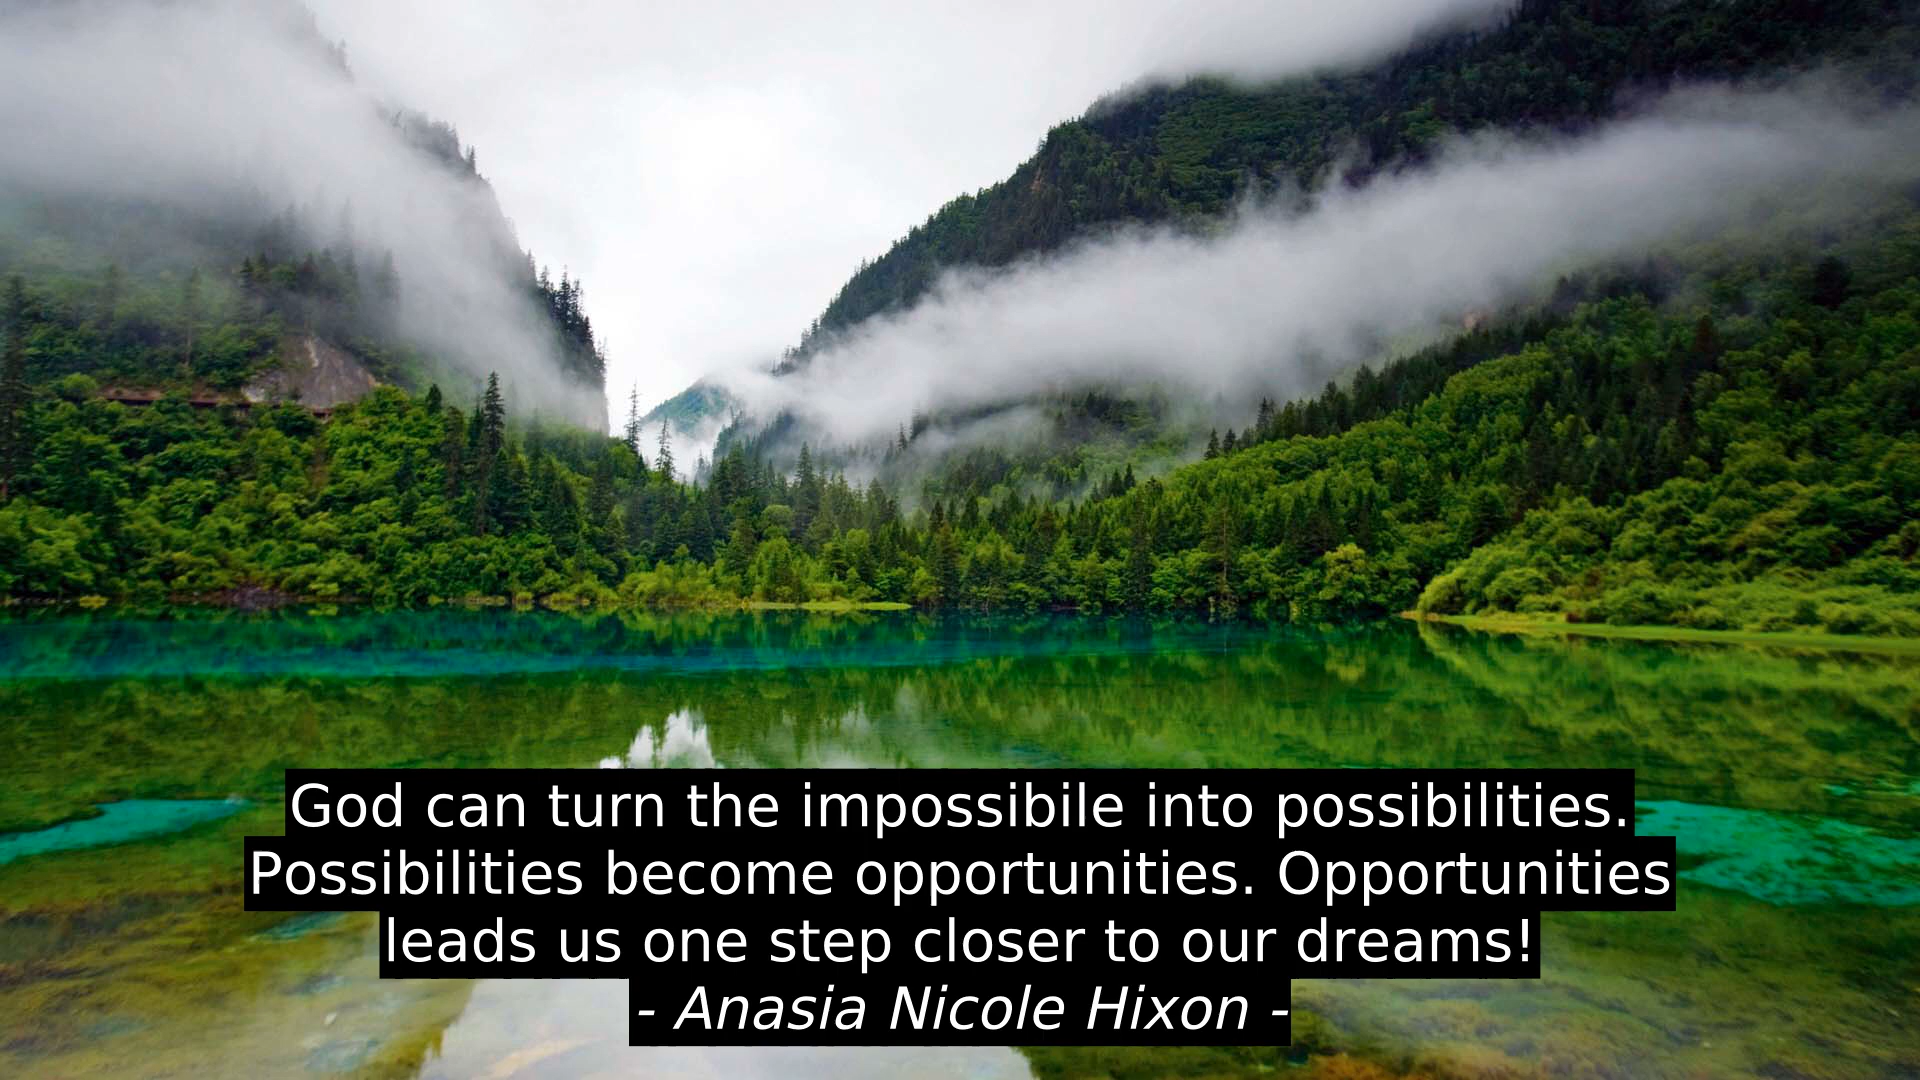 God can turn the impossibile into possibilities.
Possibilities become opportunities. Opportunities
leads us one step closer to our dreams!
- Anasia Nicole Hixon -